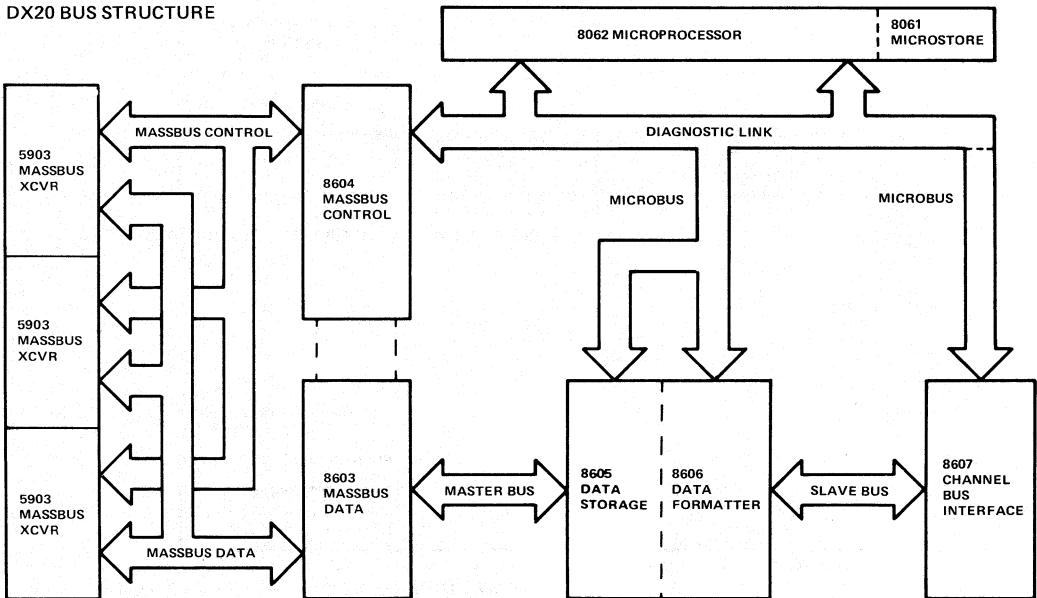 DX20 BUS STRUCTURE
8062 MICROPROCESSOR
8061
MICROSTORE
5903
MASSBUS
XCVR
MASSBUS CONTROL
8604
MASSBUS
CONTROL
DIAGNOSTIC LINK
MICROBUS
MICROBUS
5903
MASSBUS
XCVR
5903
MASSBUS
XCVR
MASSBUS DATA
8603
MASSBUS
DATA
MASTER BUS
8605
DATA
STORAGE
8606
DATA
FORMATTER
SLAVE BUS
8607
CHANNEL
BUS
INTERFACE